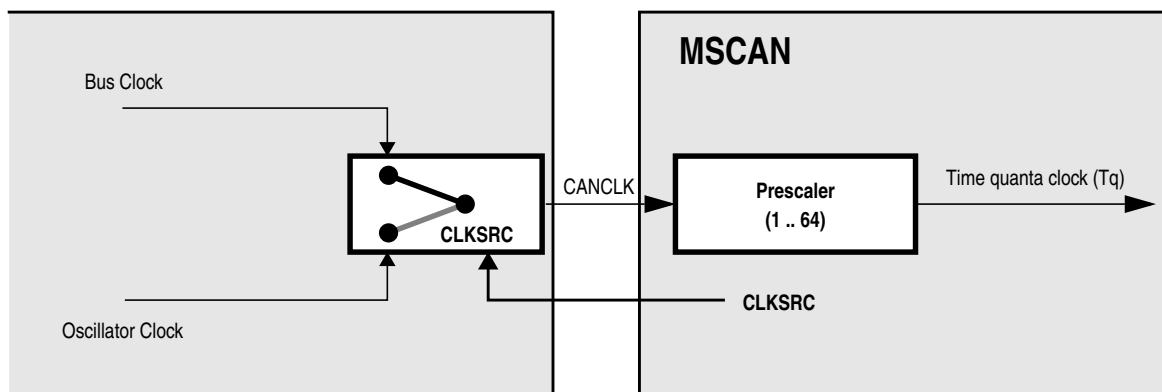 MSCAN
Bus Clock
CANCLK
Prescaler
(1 .. 64)
Time quanta clock (Tq)
CLKSRC
CLKSRC
Oscillator Clock